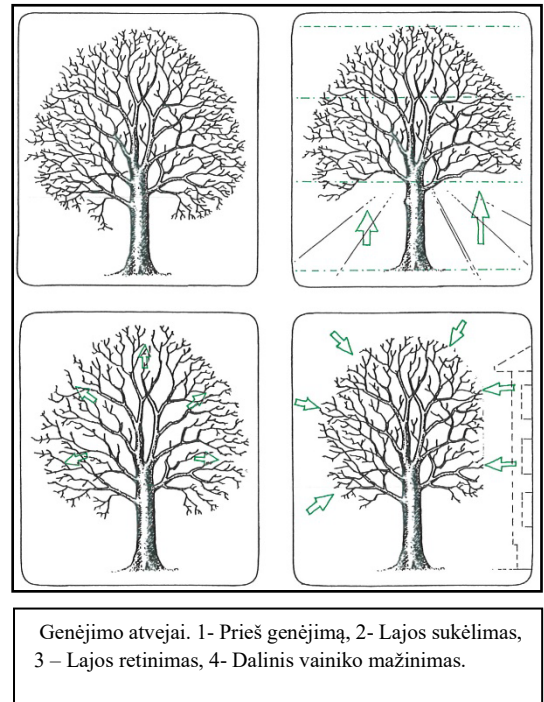 Genėjimo atvejai. 1- Prieš genėjimą, 2- Lajos sukėlimas,
3 – Lajos retinimas, 4- Dalinis vainiko mažinimas.